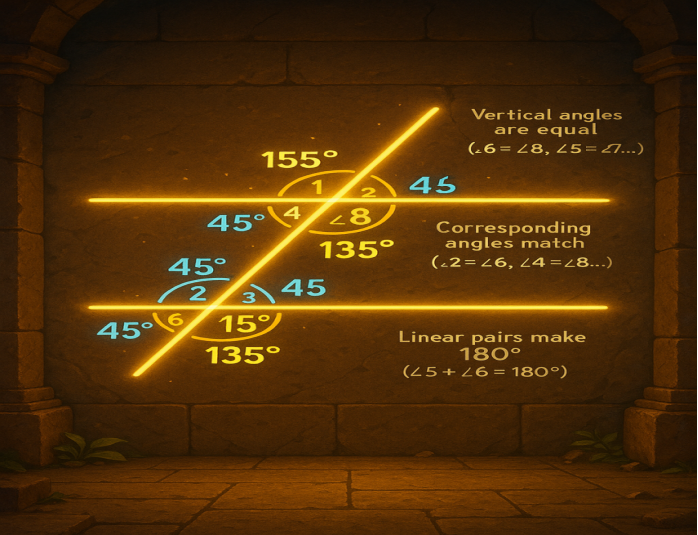 155°
1
2
45
45°
4
∠8
135°
45°
2
3
45
45°
6
15°
135°
Vertical angles
are equal
(∠6 = ∠8, ∠5 = ∠7...)
Corresponding
angles match
(∠2 = ∠6, ∠4 = ∠8...)
Linear pairs make
180°
(∠5 + ∠6 = 180°)